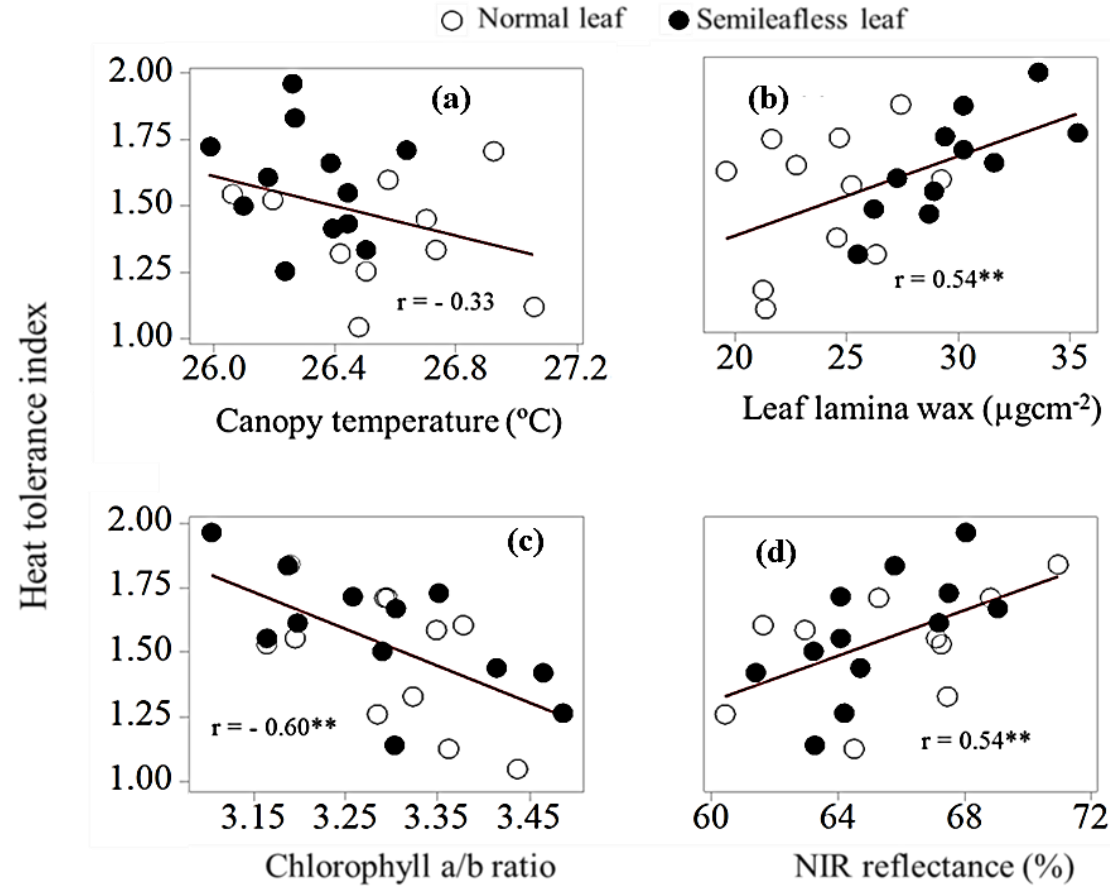 Normal leaf Semileafless leaf
Heat tolerance index
(a)
2.00
1.75
1.50
1.25
1.00
r = - 0.33
26.0 26.4 26.8 27.2
Canopy temperature (ºC)
(b)
r = 0.54**
20 25 30 35
Leaf lamina wax (µgcm-2)
(c)
2.00
1.75
1.50
1.25
1.00
r = - 0.60**
3.15 3.25 3.35 3.45
Chlorophyll a/b ratio
(d)
r = 0.54**
60 64 68 72
NIR reflectance (%)